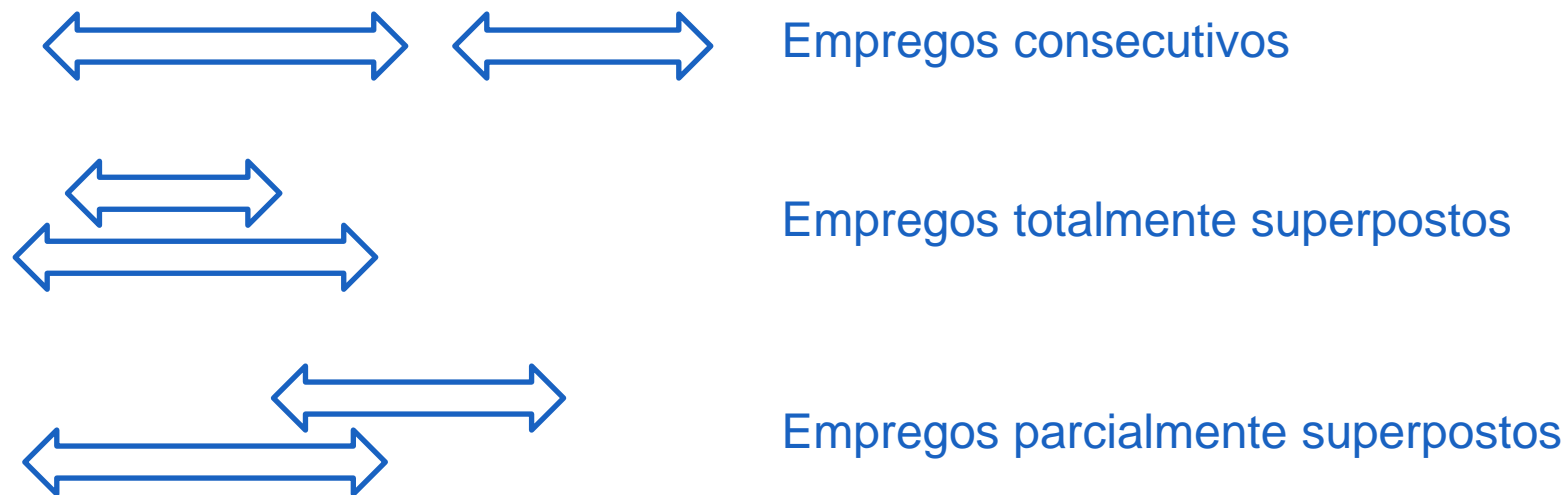 Empregos consecutivos
Empregos totalmente superpostos
Empregos parcialmente superpostos